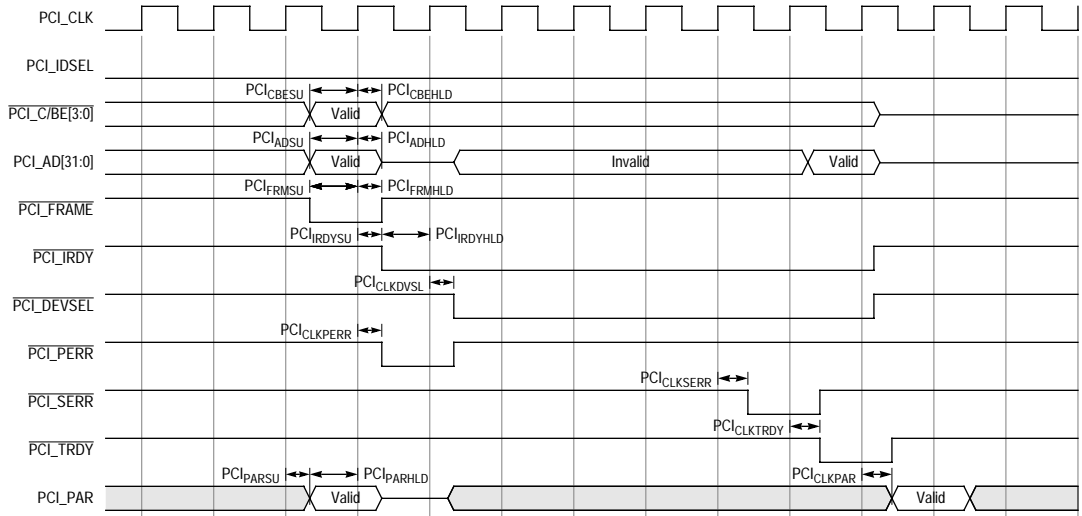 PCI_CLK
PCI_IDSEL
PCI_CBESU PCI_CBEHLD
PCI_C/BE[3:0] Valid
PCI_ADSU PCI_ADHLD
PCI_AD[31:0] Valid Invalid Valid
PCI_FRMSU PCI_FRMHLD
PCI_FRAME
PCI_IRDYSU PCI_IRDYHLD
PCI_IRDY
PCI_CLKDVSL
PCI_DEVSEL
PCI_CLKPERR
PCI_PERR
PCI_CLKSERR
PCI_SERR
PCI_CLKTRDY
PCI_TRDY
PCI_PARSU PCI_PARHLD PCI_CLKPAR
PCI_PAR Valid Valid